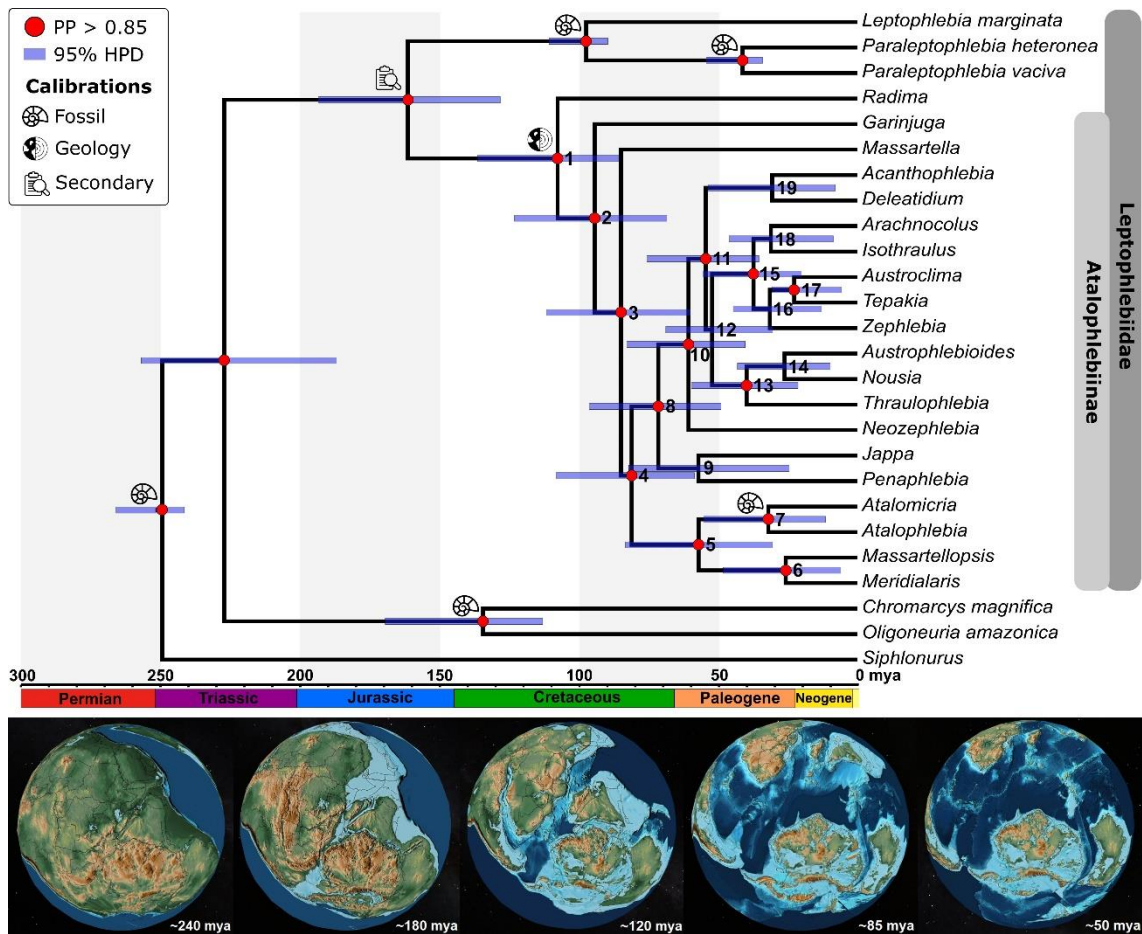 PP > 0.85
95% HPD
Calibrations
Fossil
Geology
Secondary
Leptophlebia marginata
Paraleptophlebia heteronea
Paraleptophlebia vaciva
Radima
Garinjuga
Massartella
Acanthophlebia
Deleatidium
Arachnocolus
Isothraulus
Austroclima
Tepakia
Zephlebia
Austrophlebioides
Nousia
Thraulophlebia
Neozephlebia
Jappa
Penaphlebia
Atalomicria
Atalophlebia
Massartellopsis
Meridialaris
Chromarcys magnifica
Oligoneuria amazonica
Siphlonurus
Atalophlebiinae
Leptophlebiidae
1
2
3
4
5
6
7
8
9
10
11
12
13
14
15
16
17
18
19
300 250 200 150 100 50 0 mya
Permian Triassic Jurassic Cretaceous Paleogene Neogene
~240 mya ~180 mya ~120 mya ~85 mya ~50 mya